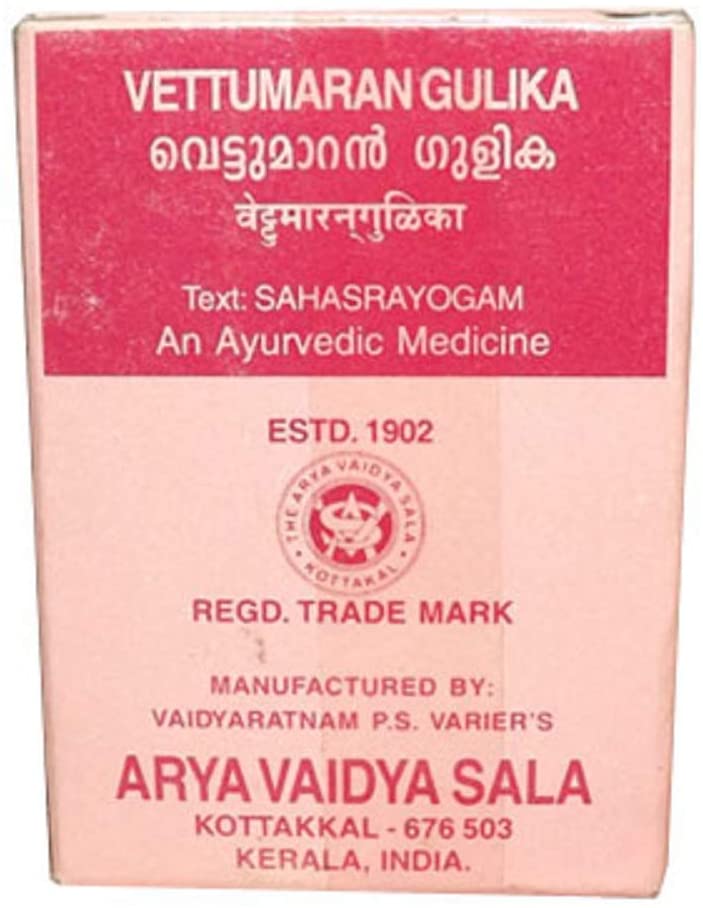 VETTUMARAN GULIKA
വെട്ടുമാറൻ ഗുളിക
वेट्टुमारन्‌गुळिका
Text: SAHASRAYOGAM
An Ayurvedic Medicine
ESTD. 1902
THE ARYA VAIDYA SALA
KOTTAKAL
REGD. TRADE MARK
MANUFACTURED BY:
VAIDYARATNAM P.S. VARIER'S
ARYA VAIDYA SALA
KOTTAKKAL - 676 503
KERALA, INDIA.